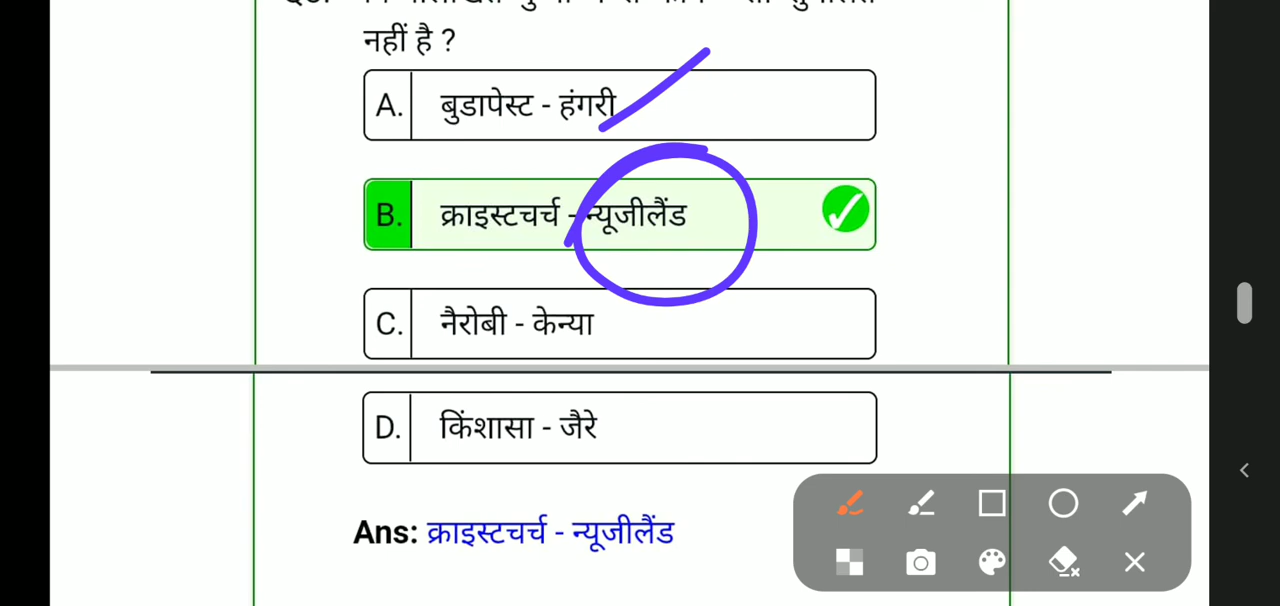 नहीं है ?
A. बुडापेस्ट - हंगरी
B. क्राइस्टचर्च - न्यूजीलैंड
C. नैरोबी - केन्या
D. किंशासा - जैरे
Ans: क्राइस्टचर्च - न्यूजीलैंड